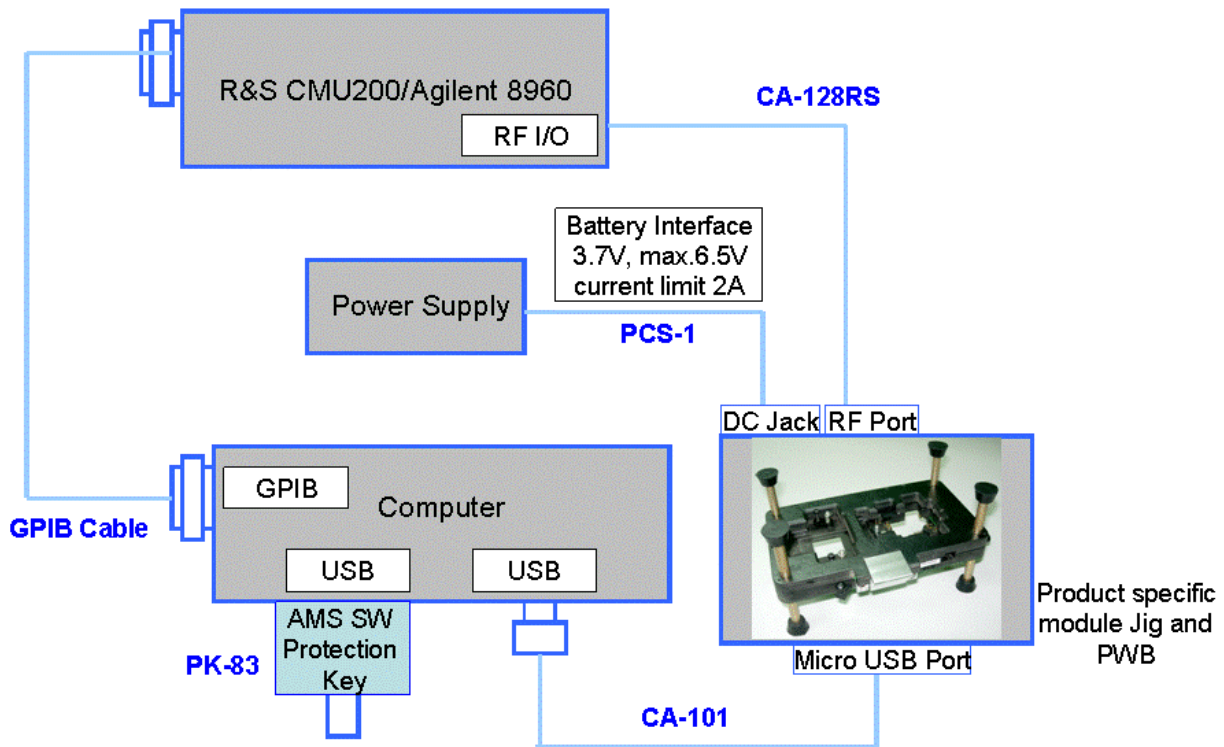 R&S CMU200/Agilent 8960
RF I/O
CA-128RS
Battery Interface
3.7V, max.6.5V
current limit 2A
Power Supply
PCS-1
DC Jack
RF Port
GPIB
Computer
GPIB Cable
USB
USB
AMS SW
Protection
Key
PK-83
Product specific
module Jig and
PWB
Micro USB Port
CA-101